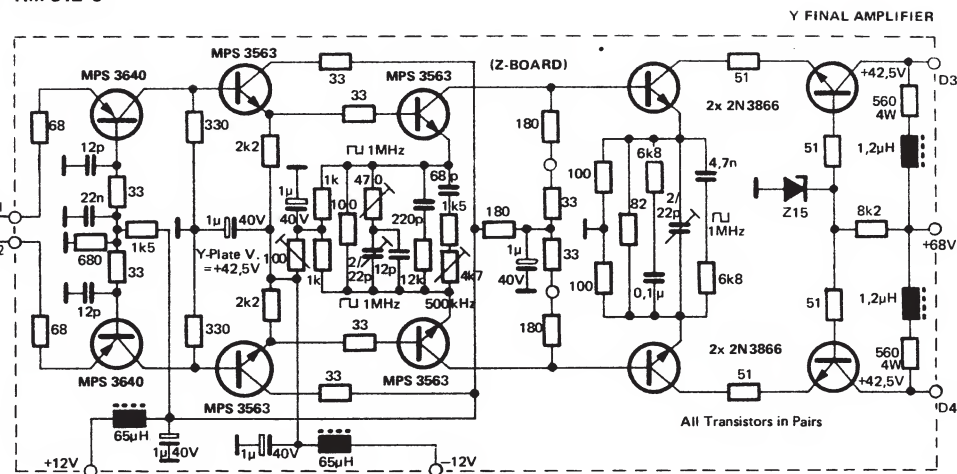 Y FINAL AMPLIFIER
MPS 3563
MPS 3640
33
MPS 3563
(Z-BOARD)
51
+42,5V
D3
2x 2N3866
560
4W
68
330
33
180
51
1,2µH
12p
2k2
⊓⊔ 1MHz
6k8
4,7n
100
33
1µ
1k
100
470
68p
22n
40V
220p
1k5
180
33
82
2/
22p
⊓⊔
1MHz
Z15
8k2
1µ
40V
1k5
Y-Plate V.
=+42,5V
100
680
1µ
40V
+68V
33
2/
22p
12p
12k
4k7
33
100
0,1µ
6k8
1k
⊓⊔ 1MHz
500kHz
12p
2k2
51
1,2µH
68
330
33
180
2x 2N3866
560
4W
MPS 3640
MPS 3563
MPS 3563
33
51
+42,5V
D4
All Transistors in Pairs
65µH
1µ
40V
1µ
40V
65µH
+12V
-12V